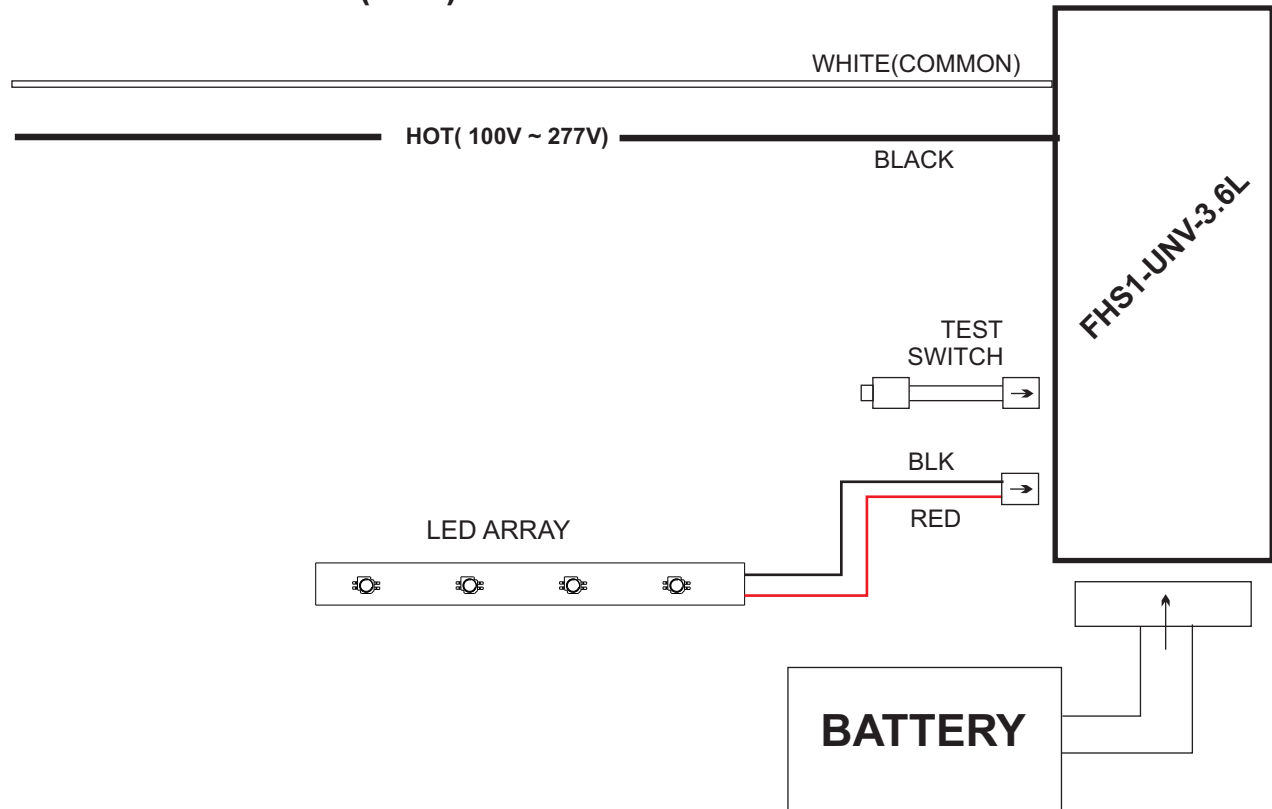 WHITE(COMMON)
HOT( 100V ~ 277V)
BLACK
FHS1-UNV-3.6L
TEST
SWITCH
BLK
RED
LED ARRAY
BATTERY